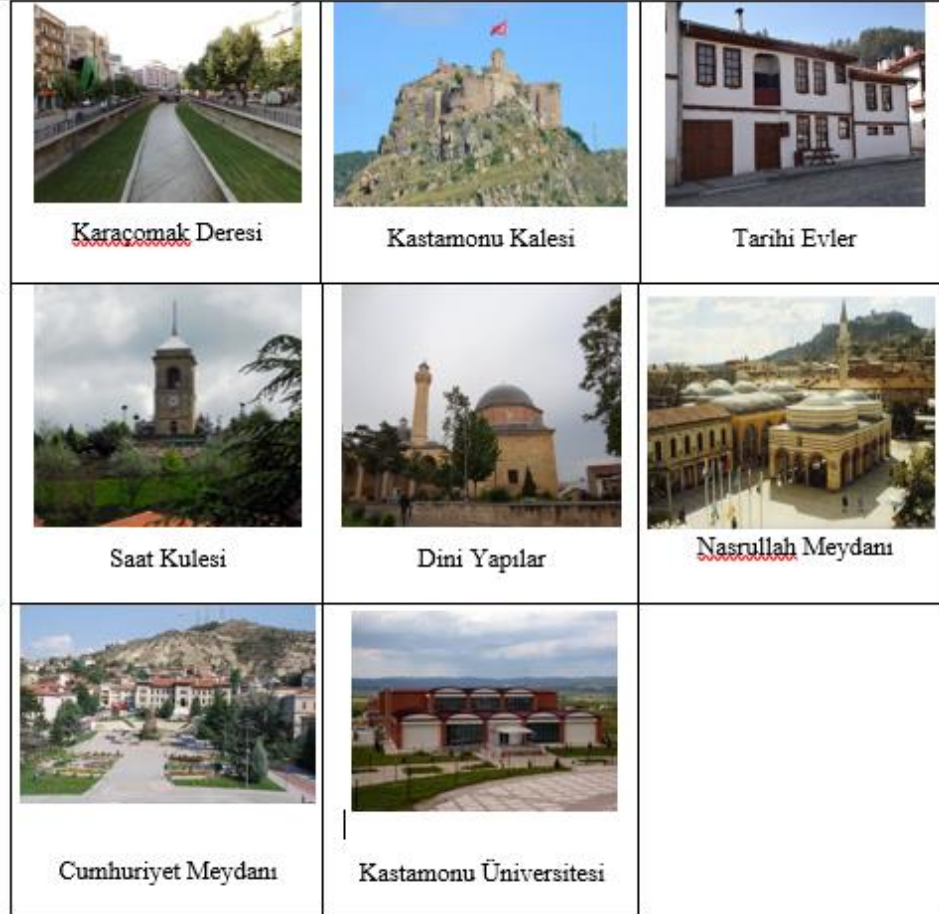 Karaçomak Deresi
Kastamonu Kalesi
Tarihi Evler
Saat Kulesi
Dini Yapılar
Nasrullah Meydanı
Cumhuriyet Meydanı
Kastamonu Üniversitesi